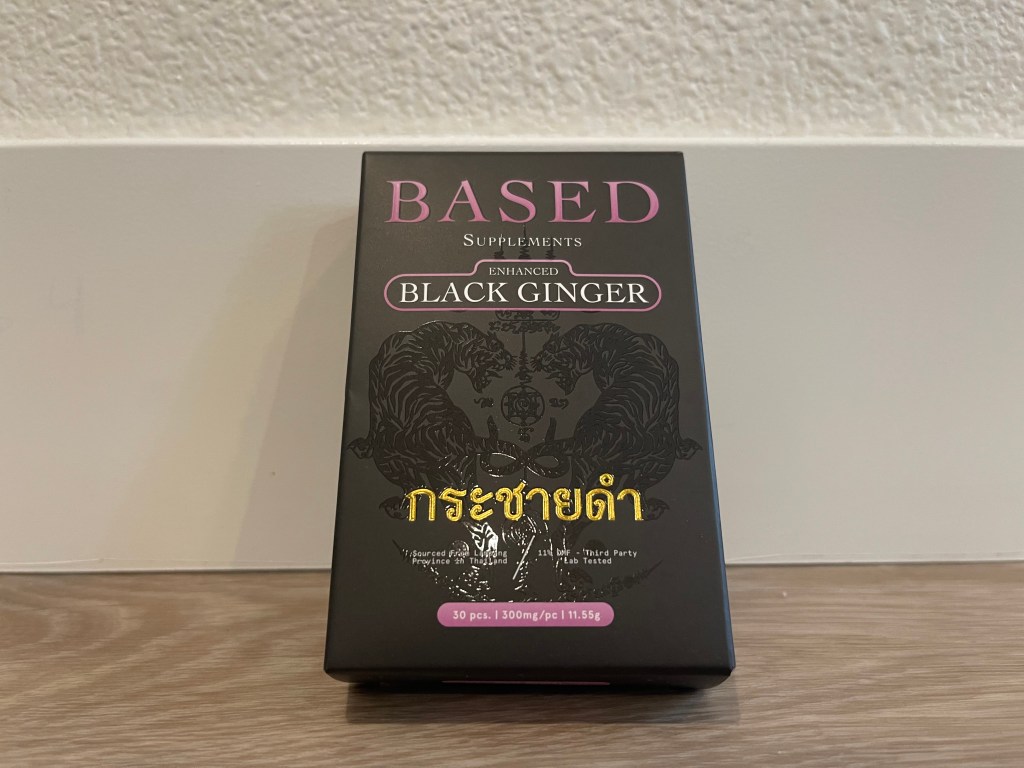 BASED
SUPPLEMENTS
ENHANCED
BLACK GINGER
กระชายดำ
Sourced From
Province in Thailand
11% DMF - Third Party
Lab Tested
30 pcs. | 300mg/pc | 11.55g